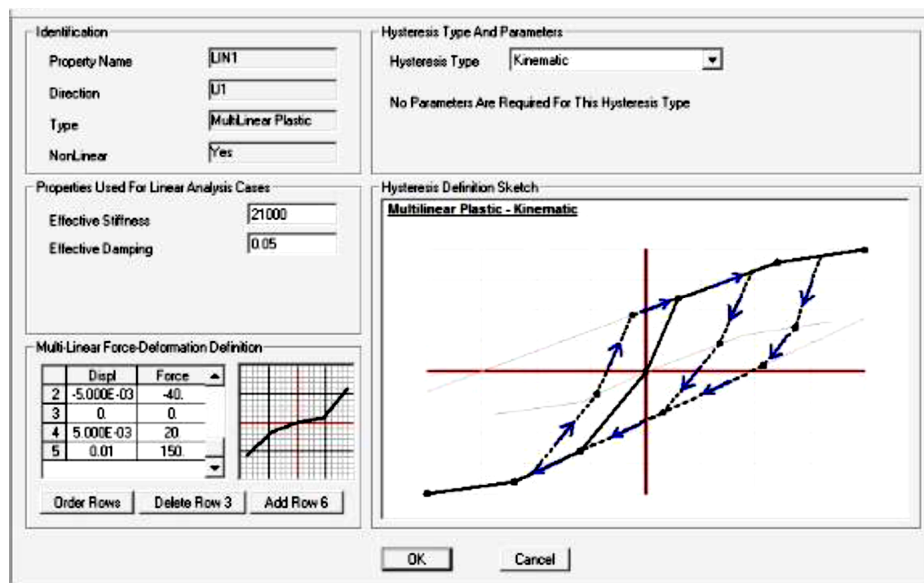 Identification
Property Name LIN1
Direction U1
Type MultiLinear Plastic
NonLinear Yes
Properties Used For Linear Analysis Cases
Effective Stiffness 21000
Effective Damping 0.05
Multi-Linear Force-Deformation Definition
Displ Force
2 -5.000E-03 -40.
3 0. 0.
4 5.000E-03 20.
5 0.01 150.
Order Rows Delete Row 3 Add Row 6
Hysteresis Type And Parameters
Hysteresis Type Kinematic
No Parameters Are Required For This Hysteresis Type
Hysteresis Definition Sketch
Multilinear Plastic - Kinematic
OK Cancel